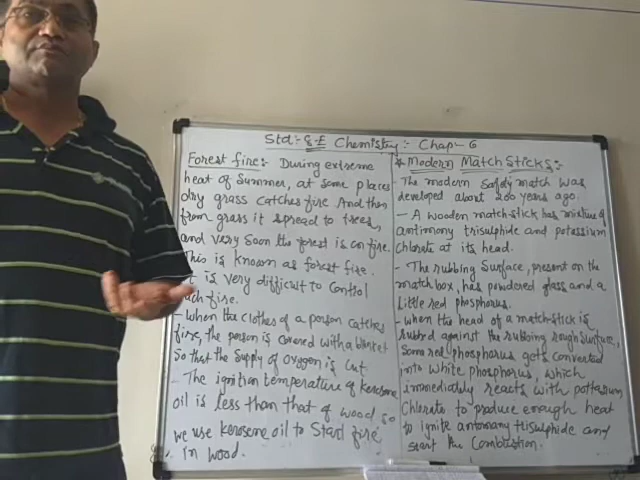 Std:- 8-E Chemistry:- Chap-6
Forest fire:- During extreme
heat of Summer, at some places
dry grass catches fire And then
from grass it spread to trees,
and very Soon the forest is on fire.
This is known as forest fire.
It is very difficult to control
such fire.
- When the clothes of a person catches
fire, the person is covered with a blanket
So that the supply of oxygen is cut
- The ignition temperature of Kerosene
oil is less than that of wood so
we use kerosene oil to Start fire
in wood.
* Modern Match Sticks:-
- The modern Safety match was
developed about 200 years ago.
- A wooden match-stick has mixture of
antimony trisulphide and potassium
Chlorate at its head.
- The rubbing Surface, present on the
matchbox, has powdered glass and a
little red phosphorus.
- When the head of a match-stick is
rubbed against the rubbing rough surface,
Some red phosphorus gets converted
into white phosphorus, which
immediately reacts with potassium
Chlorate to produce enough heat
to ignite antimony trisulphide and
start the Combustion.